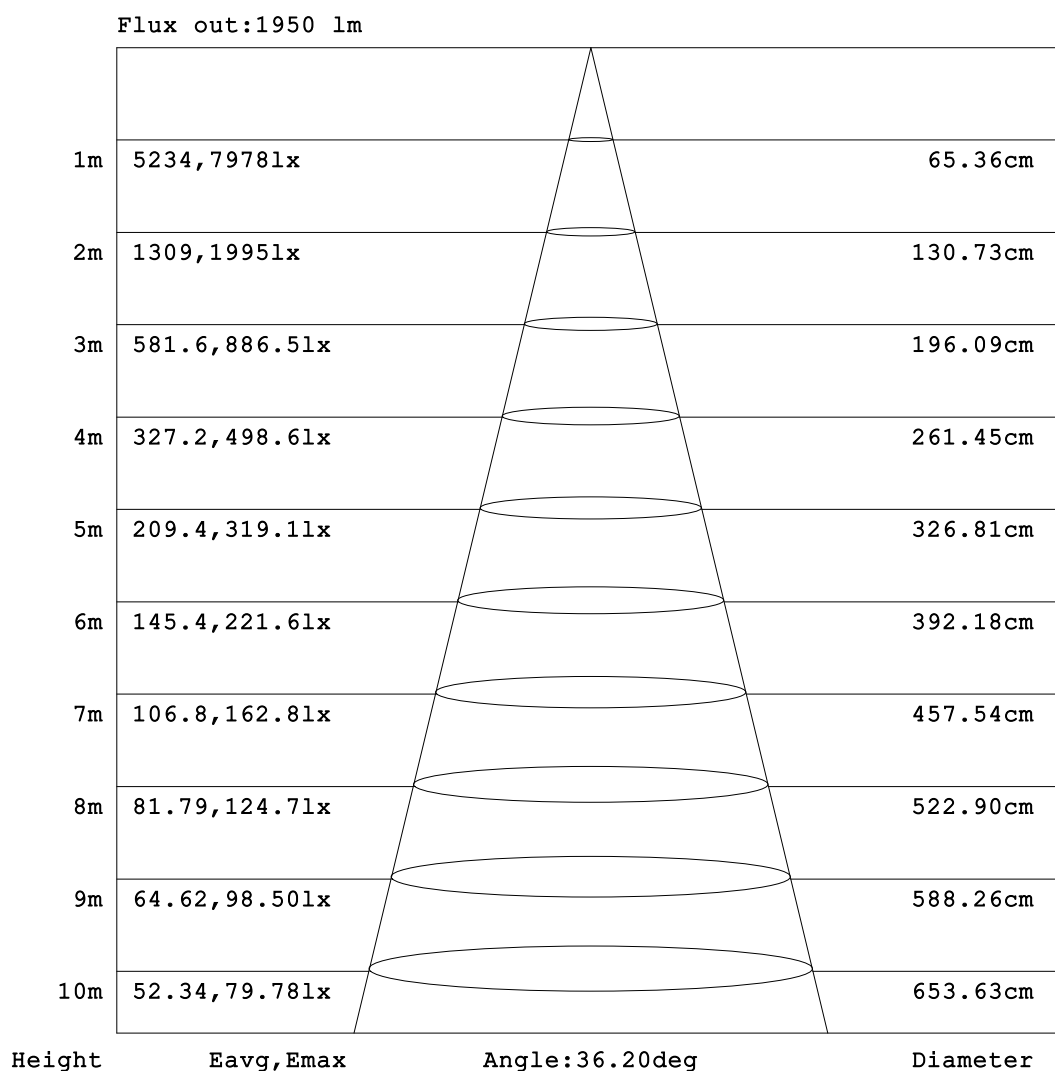 Flux out:1950 lm
1m 5234,7978lx 65.36cm
2m 1309,1995lx 130.73cm
3m 581.6,886.5lx 196.09cm
4m 327.2,498.6lx 261.45cm
5m 209.4,319.1lx 326.81cm
6m 145.4,221.6lx 392.18cm
7m 106.8,162.8lx 457.54cm
8m 81.79,124.7lx 522.90cm
9m 64.62,98.50lx 588.26cm
10m 52.34,79.78lx 653.63cm
Height Eavg,Emax Angle:36.20deg Diameter